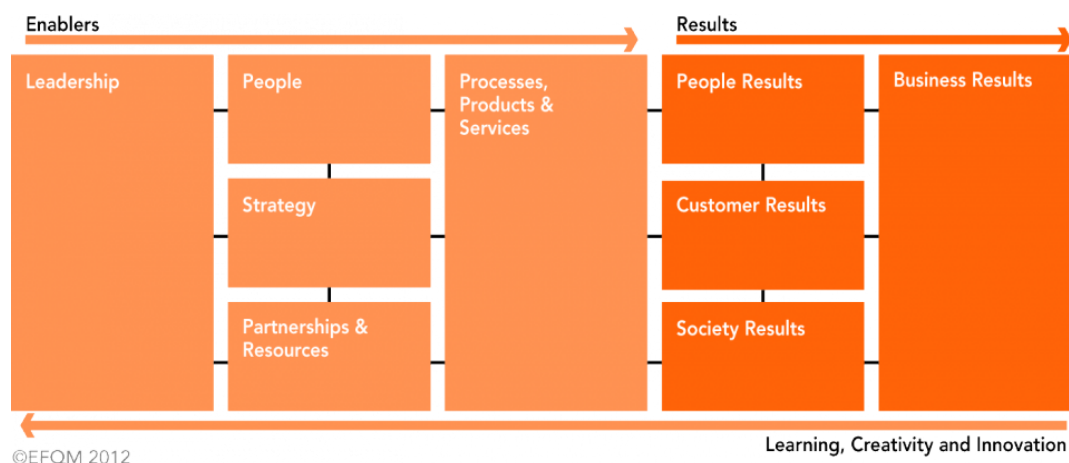 Enablers
Results
Leadership
People
Processes,
Products &
Services
People Results
Business Results
Strategy
Customer Results
Partnerships &
Resources
Society Results
Learning, Creativity and Innovation
©EFQM 2012